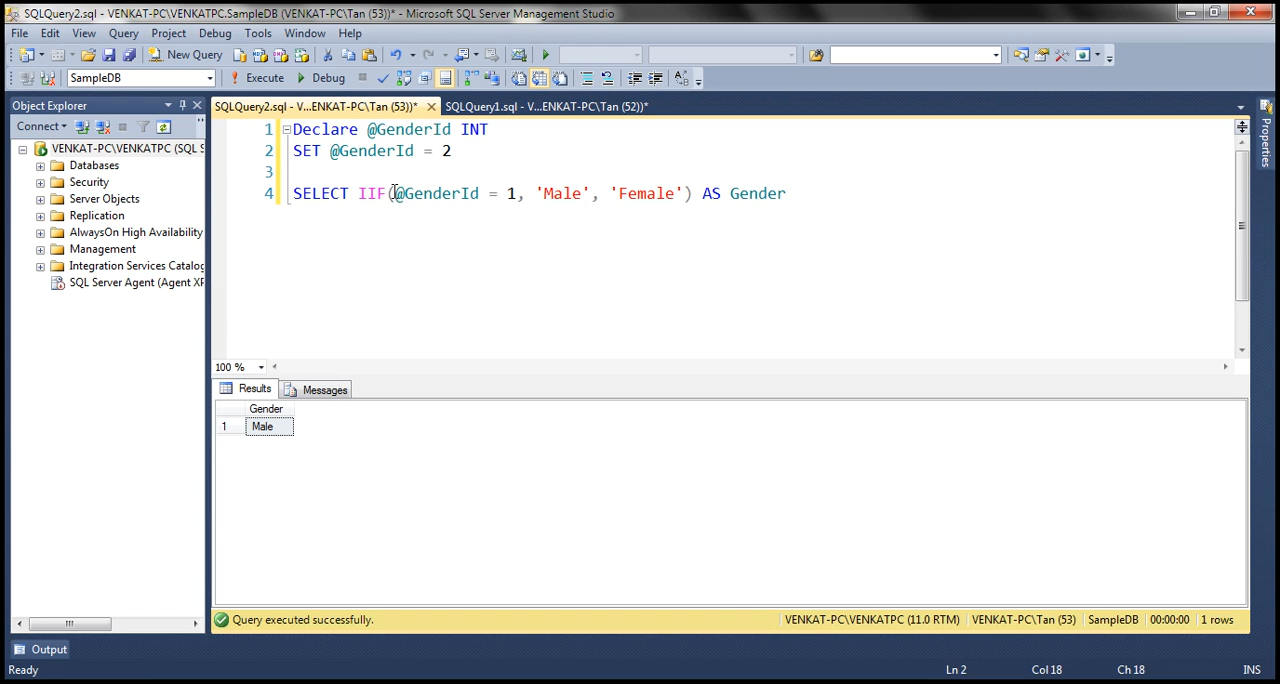 SQLQuery2.sql - VENKAT-PC\VENKATPC.SampleDB (VENKAT-PC\Tan (53))* - Microsoft SQL Server Management Studio
File Edit View Query Project Debug Tools Window Help
New Query
SampleDB Execute Debug
Object Explorer
SQLQuery2.sql - V...ENKAT-PC\Tan (53))* SQLQuery1.sql - V...ENKAT-PC\Tan (52))*
Connect
VENKAT-PC\VENKATPC (SQL S
Databases
Security
Server Objects
Replication
AlwaysOn High Availability
Management
Integration Services Catalog
SQL Server Agent (Agent XP
1 Declare @GenderId INT
2 SET @GenderId = 2
3
4 SELECT IIF(@GenderId = 1, 'Male', 'Female') AS Gender
100 %
Results Messages
Gender
1 Male
Query executed successfully. VENKAT-PC\VENKATPC (11.0 RTM) VENKAT-PC\Tan (53) SampleDB 00:00:00 1 rows
Properties
Output
Ready Ln 2 Col 18 Ch 18 INS